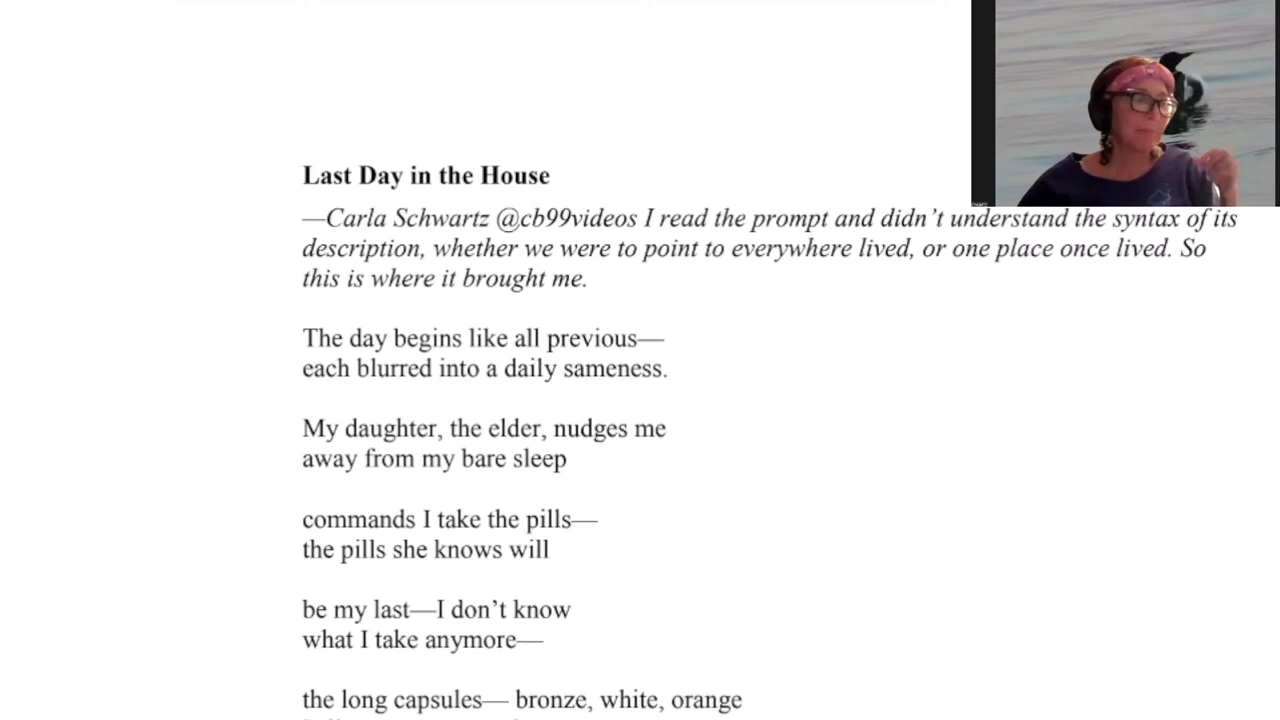 Last Day in the House
—Carla Schwartz @cb99videos I read the prompt and didn’t understand the syntax of its
description, whether we were to point to everywhere lived, or one place once lived. So
this is where it brought me.
The day begins like all previous—
each blurred into a daily sameness.
My daughter, the elder, nudges me
away from my bare sleep
commands I take the pills—
the pills she knows will
be my last—I don’t know
what I take anymore—
the long capsules— bronze, white, orange